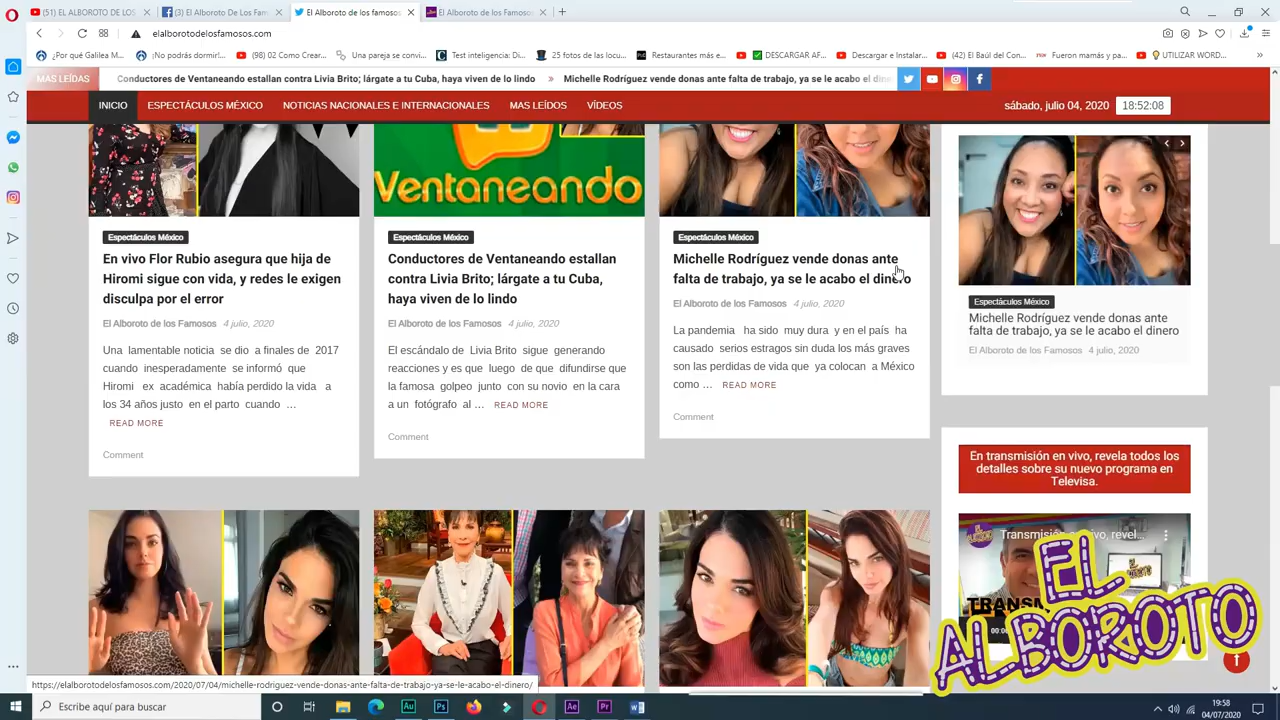 (51) EL ALBOROTO DE LOS
(3) El Alboroto De Los Fam
El Alboroto de los famosos
El Alboroto de los Famosos
elalborotodelosfamosos.com
¿Por qué Galilea M...
¡No podrás dormir!...
(98) 02 Como Crear...
Una pareja se convi...
Test inteligencia: Di...
25 fotos de las locu...
Restaurantes más e...
DESCARGAR AF...
Descargar e Instalar...
(42) El Baúl del Con...
Fueron mamás y pa...
UTILIZAR WORD...
MAS LEÍDAS
Conductores de Ventaneando estallan contra Livia Brito; lárgate a tu Cuba, haya viven de lo lindo
»
Michelle Rodríguez vende donas ante falta de trabajo, ya se le acabo el dine
INICIO
ESPECTÁCULOS MÉXICO
NOTICIAS NACIONALES E INTERNACIONALES
MAS LEÍDOS
VÍDEOS
sábado, julio 04, 2020
18:52:08
Espectáculos México
En vivo Flor Rubio asegura que hija de
Hiromi sigue con vida, y redes le exigen
disculpa por el error
El Alboroto de los Famosos 4 julio, 2020
Una lamentable noticia se dio a finales de 2017
cuando inesperadamente se informó que
Hiromi ex académica había perdido la vida a
los 34 años justo en el parto cuando …
READ MORE
Comment
Ventaneando
Espectáculos México
Conductores de Ventaneando estallan
contra Livia Brito; lárgate a tu Cuba,
haya viven de lo lindo
El Alboroto de los Famosos 4 julio, 2020
El escándalo de Livia Brito sigue generando
reacciones y es que luego de que difundirse que
la famosa golpeo junto con su novio en la cara
a un fotógrafo al … READ MORE
Comment
Espectáculos México
Michelle Rodríguez vende donas ante
falta de trabajo, ya se le acabo el dinero
El Alboroto de los Famosos 4 julio, 2020
La pandemia ha sido muy dura y en el país ha
causado serios estragos sin duda los más graves
son las perdidas de vida que ya colocan a México
como … READ MORE
Comment
Espectáculos México
Michelle Rodríguez vende donas ante
falta de trabajo, ya se le acabo el dinero
El Alboroto de los Famosos 4 julio, 2020
En transmisión en vivo, revela todos los
detalles sobre su nuevo programa en
Televisa.
Transmisión en vivo, revel...
EL
ALBOROTO
https://elalborotodelosfamosos.com/2020/07/04/michelle-rodriguez-vende-donas-ante-falta-de-trabajo-ya-se-le-acabo-el-dinero/
Escribe aquí para buscar
19:58
04/07/2020